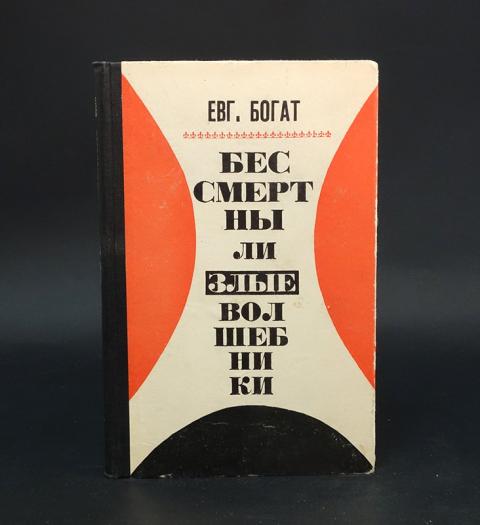 ЕВГ. БОГАТ
БЕС
СМЕРТ
НЫ
ЛИ
ЗЛЫЕ
ВОЛ
ШЕБ
НИ
КИ